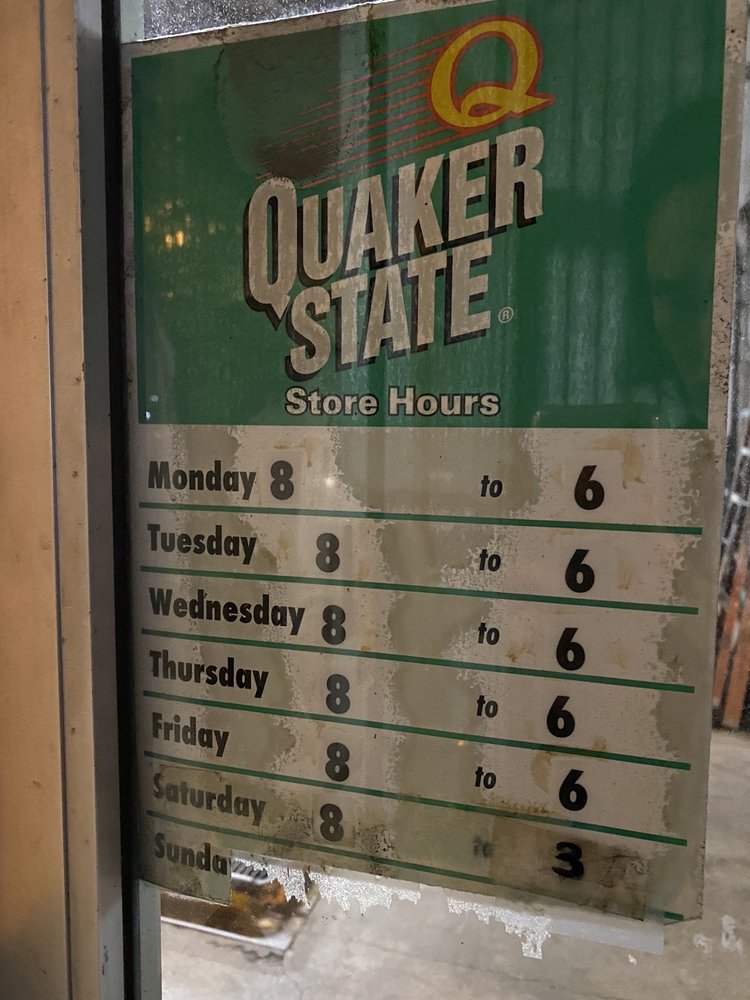 Q
QUAKER
STATE®
Store Hours
Monday 8 to 6
Tuesday 8 to 6
Wednesday 8 to 6
Thursday 8 to 6
Friday 8 to 6
Saturday 8 to 3
Sunda